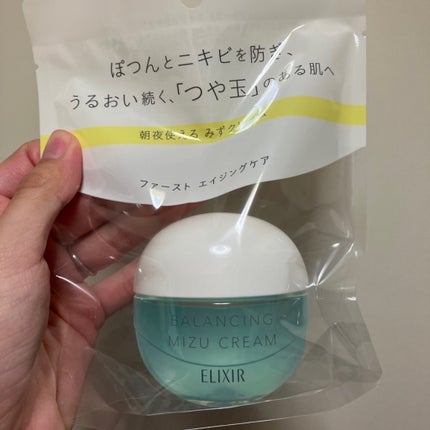 ぽつんとニキビを防ぎ、
うるおい続く、「つや玉」のある肌へ
朝夜使える みずクリーム
ファースト エイジングケア
BALANCING
MIZU CREAM
ELIXIR